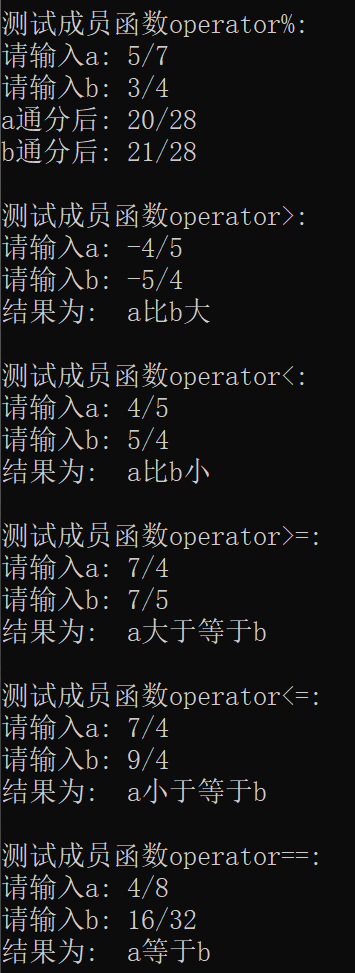 测试成员函数operator%:
请输入a: 5/7
请输入b: 3/4
a通分后: 20/28
b通分后: 21/28
测试成员函数operator>:
请输入a: -4/5
请输入b: -5/4
结果为:  a比b大
测试成员函数operator<:
请输入a: 4/5
请输入b: 5/4
结果为:  a比b小
测试成员函数operator>=:
请输入a: 7/4
请输入b: 7/5
结果为:  a大于等于b
测试成员函数operator<=:
请输入a: 7/4
请输入b: 9/4
结果为:  a小于等于b
测试成员函数operator==:
请输入a: 4/8
请输入b: 16/32
结果为:  a等于b